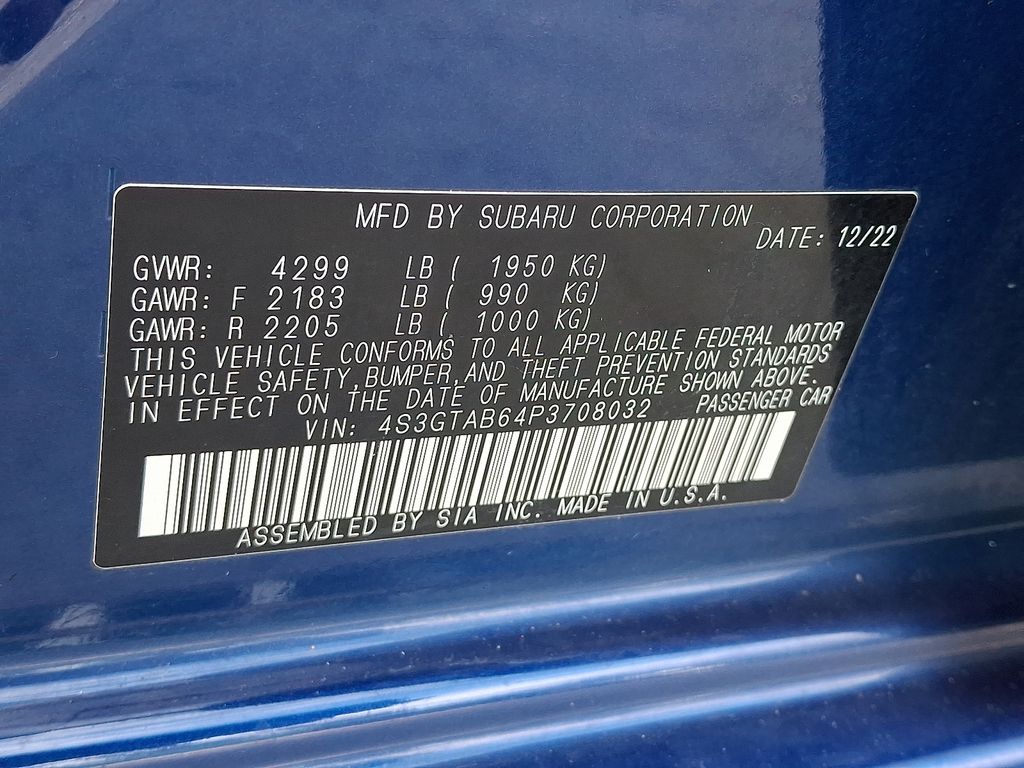 MFD BY SUBARU CORPORATION
DATE: 12/22
GVWR: 4299 LB ( 1950 KG)
GAWR: F 2183 LB ( 990 KG)
GAWR: R 2205 LB ( 1000 KG)
THIS VEHICLE CONFORMS TO ALL APPLICABLE FEDERAL MOTOR
VEHICLE SAFETY, BUMPER, AND THEFT PREVENTION STANDARDS
IN EFFECT ON THE DATE OF MANUFACTURE SHOWN ABOVE.
VIN: 4S3GTAB64P3708032 PASSENGER CAR
ASSEMBLED BY SIA INC. MADE IN U.S.A.